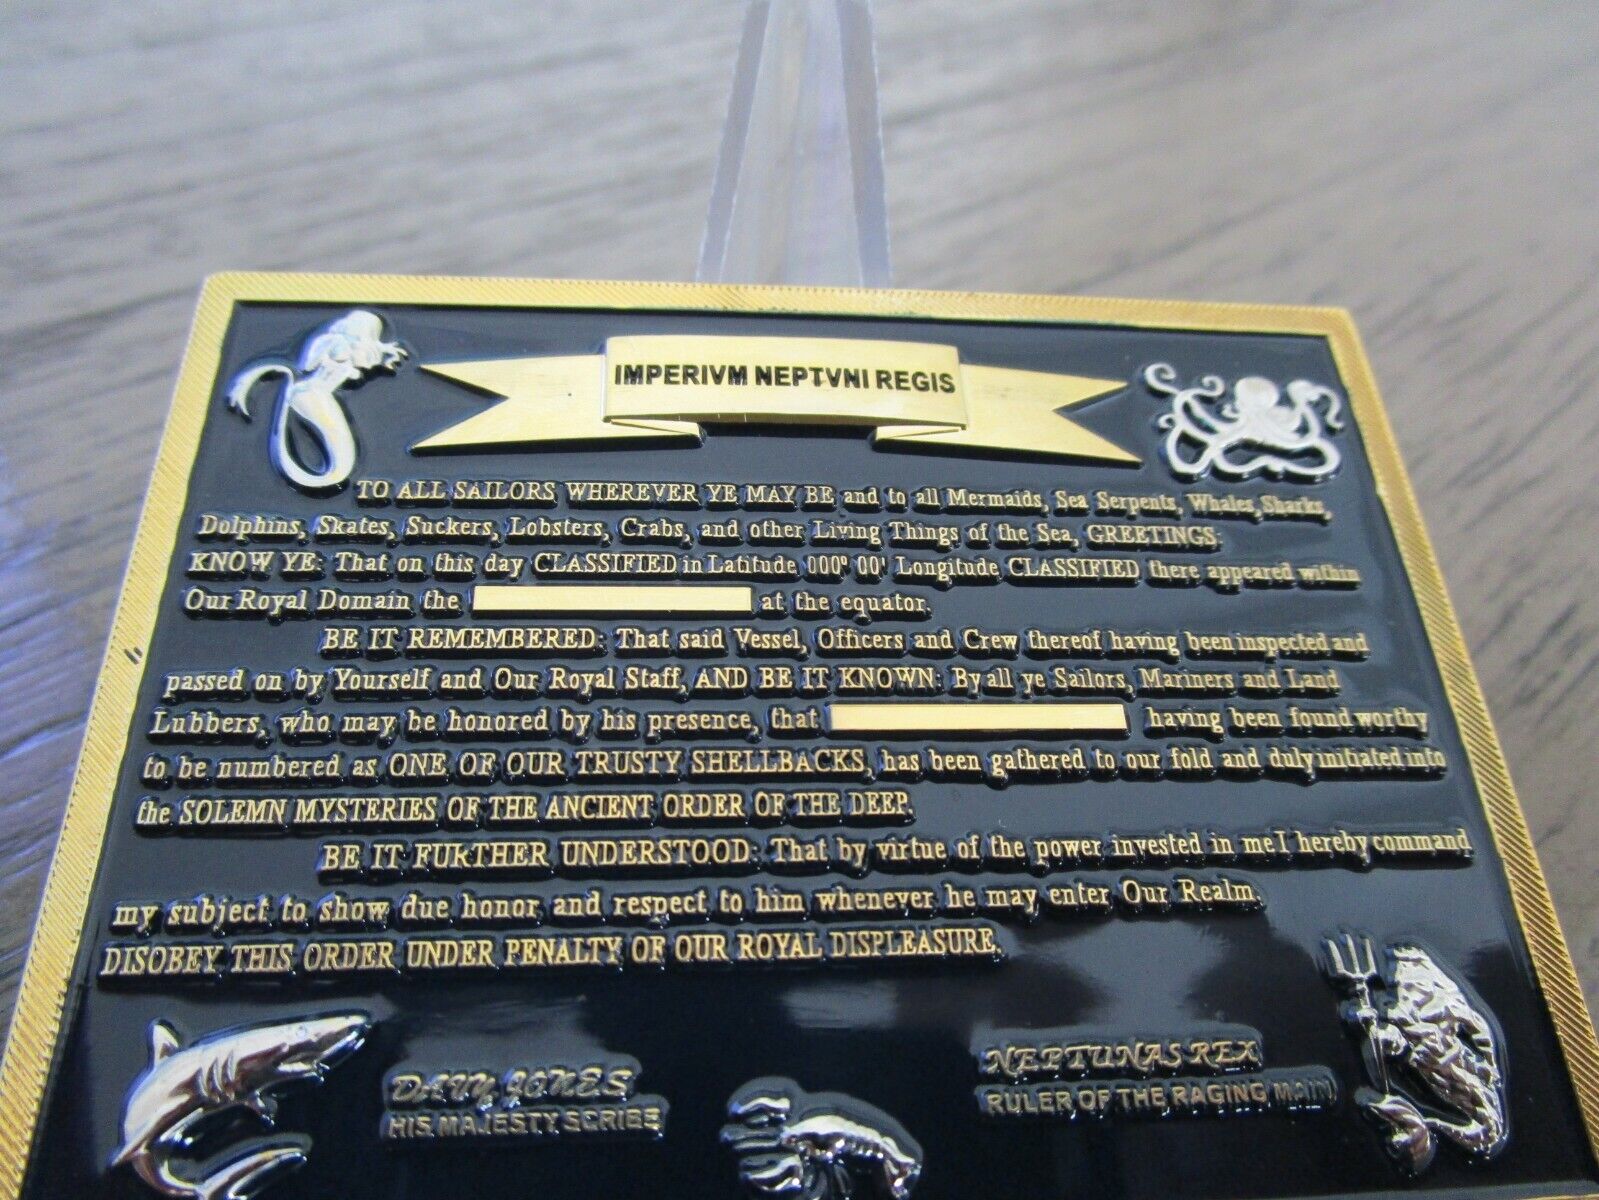 IMPERIVM NEPTVNI REGIS
TO ALL SAILORS WHEREVER YE MAY BE and to all Mermaids, Sea Serpents, Whales, Sharks,
Dolphins, Skates, Suckers, Lobsters, Crabs, and other Living Things of the Sea, GREETINGS:
KNOW YE: That on this day CLASSIFIED in Latitude 000° 00' Longitude CLASSIFIED there appeared within
Our Royal Domain the at the equator.
BE IT REMEMBERED: That said Vessel, Officers and Crew thereof having been inspected and
passed on by Yourself and Our Royal Staff, AND BE IT KNOWN: By all ye Sailors, Mariners and Land
Lubbers, who may be honored by his presence, that having been found worthy
to be numbered as ONE OF OUR TRUSTY SHELLBACKS, has been gathered to our fold and duly initiated into
the SOLEMN MYSTERIES OF THE ANCIENT ORDER OF THE DEEP.
BE IT FURTHER UNDERSTOOD: That by virtue of the power invested in me I hereby command
my subject to show due honor and respect to him whenever he may enter Our Realm.
DISOBEY THIS ORDER UNDER PENALTY OF OUR ROYAL DISPLEASURE.
DAVY JONES
HIS MAJESTY SCRIBE
NEPTUNAS REX
RULER OF THE RAGING MAIN